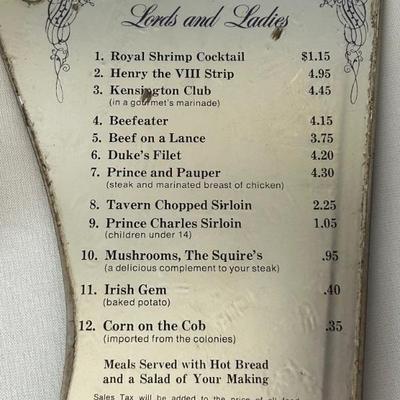 Lords and Ladies
1. Royal Shrimp Cocktail $1.15
2. Henry the VIII Strip 4.95
3. Kensington Club 4.45
(in a gourmet's marinade)
4. Beefeater 4.15
5. Beef on a Lance 3.75
6. Duke's Filet 4.20
7. Prince and Pauper 4.30
(steak and marinated breast of chicken)
8. Tavern Chopped Sirloin 2.25
9. Prince Charles Sirloin 1.05
(children under 14)
10. Mushrooms, The Squire's .95
(a delicious complement to your steak)
11. Irish Gem .40
(baked potato)
12. Corn on the Cob .35
(imported from the colonies)
Meals Served with Hot Bread
and a Salad of Your Making
Sales Tax will be added to the price of all food